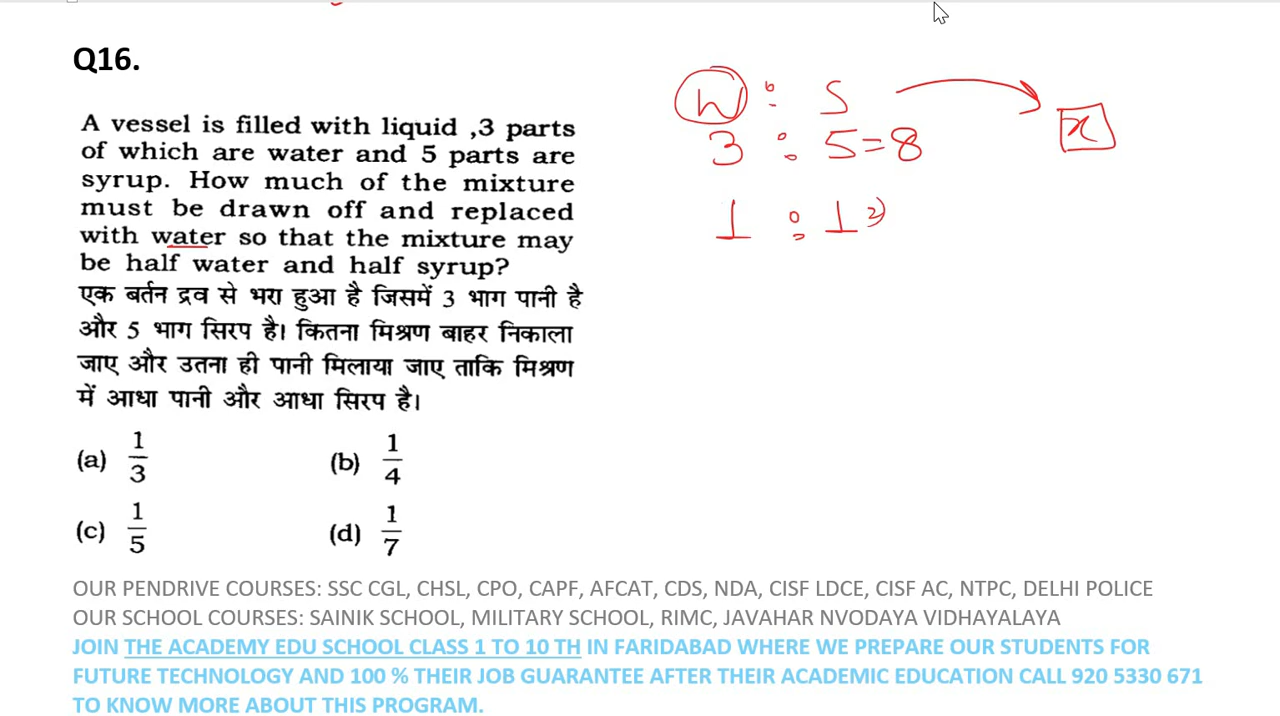 Q16.
W : S
x
A vessel is filled with liquid ,3 parts
3 : 5 = 8
of which are water and 5 parts are
syrup. How much of the mixture
must be drawn off and replaced
1 : 1
with water so that the mixture may
be half water and half syrup?
एक बर्तन द्रव से भरा हुआ है जिसमें 3 भाग पानी है
और 5 भाग सिरप है। कितना मिश्रण बाहर निकाला
जाए और उतना ही पानी मिलाया जाए ताकि मिश्रण
में आधा पानी और आधा सिरप है।
(a) 1/3 (b) 1/4
(c) 1/5 (d) 1/7
OUR PENDRIVE COURSES: SSC CGL, CHSL, CPO, CAPF, AFCAT, CDS, NDA, CISF LDCE, CISF AC, NTPC, DELHI POLICE
OUR SCHOOL COURSES: SAINIK SCHOOL, MILITARY SCHOOL, RIMC, JAVAHAR NVODAYA VIDHAYALAYA
JOIN THE ACADEMY EDU SCHOOL CLASS 1 TO 10 TH IN FARIDABAD WHERE WE PREPARE OUR STUDENTS FOR
FUTURE TECHNOLOGY AND 100 % THEIR JOB GUARANTEE AFTER THEIR ACADEMIC EDUCATION CALL 920 5330 671
TO KNOW MORE ABOUT THIS PROGRAM.